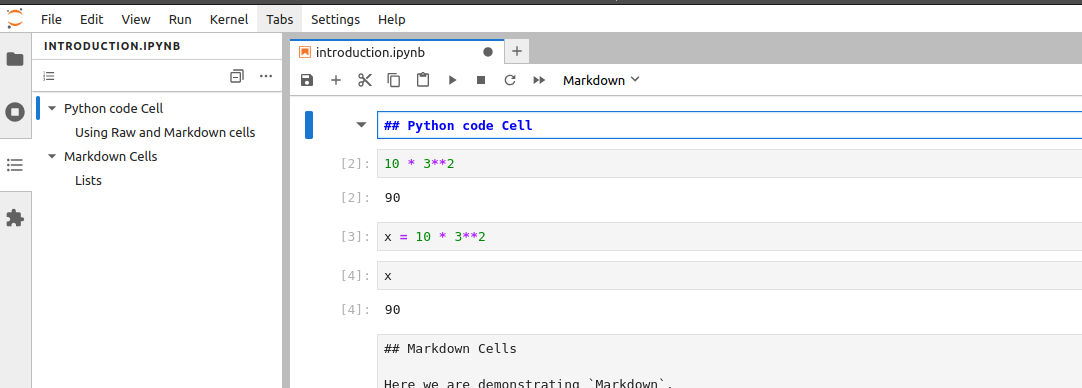 File Edit View Run Kernel Tabs Settings Help
INTRODUCTION.IPYNB
Python code Cell
Using Raw and Markdown cells
Markdown Cells
Lists
introduction.ipynb
Markdown
## Python code Cell
[2]: 10 * 3**2
[2]: 90
[3]: x = 10 * 3**2
[4]: x
[4]: 90
## Markdown Cells
Here we are demonstrating `Markdown`.